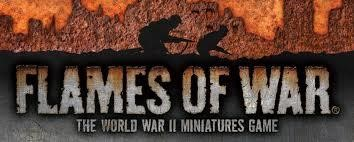 FLAMES OF WAR®
THE WORLD WAR II MINIATURES GAME